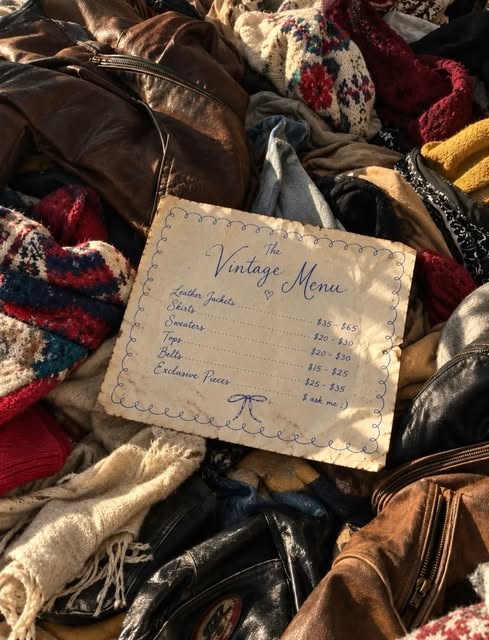 The
Vintage Menu
Leather Jackets $35 - $65
Skirts $20 - $30
Sweaters $20 - $30
Tops $15 - $25
Belts $25 - $35
Exclusive Pieces $ ask me :)